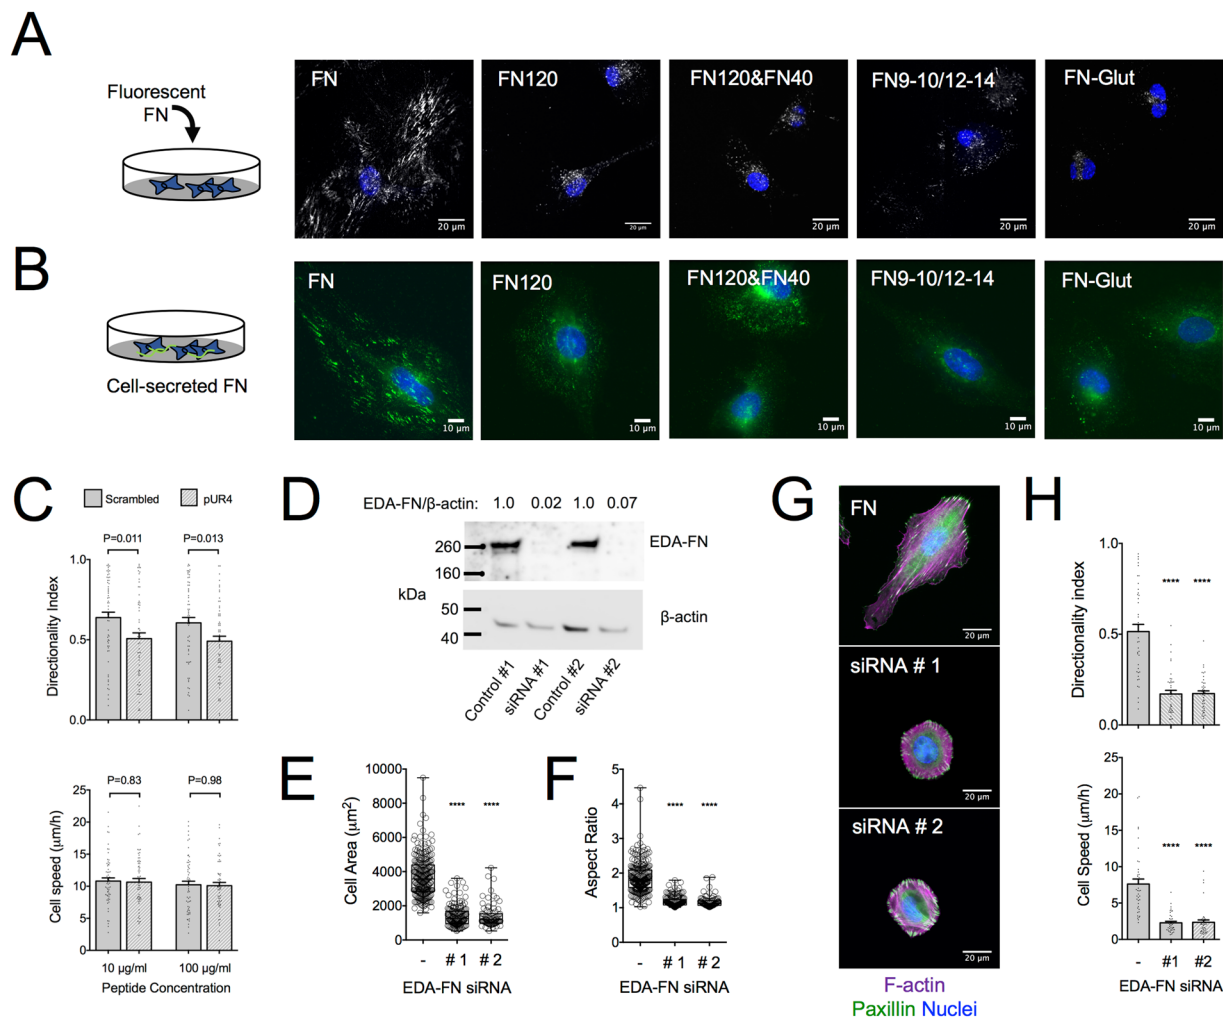 A
Fluorescent
FN
FN
FN120
FN120&FN40
FN9-10/12-14
FN-Glut
20 µm
20 µm
20 µm
20 µm
20 µm
B
Cell-secreted FN
FN
FN120
FN120&FN40
FN9-10/12-14
FN-Glut
10 µm
10 µm
10 µm
10 µm
10 µm
C
Scrambled
pUR4
P=0.011
P=0.013
1.0
0.5
0.0
Directionality Index
P=0.83
P=0.98
25
20
15
10
5
0
Cell speed (µm/h)
10 µg/ml
100 µg/ml
Peptide Concentration
D
EDA-FN/β-actin: 1.0 0.02 1.0 0.07
260
160
EDA-FN
kDa
50
40
β-actin
Control #1
siRNA #1
Control #2
siRNA #2
E
10000
8000
6000
4000
2000
0
Cell Area (µm²)
****
****
- # 1 # 2
EDA-FN siRNA
F
5
4
3
2
1
0
Aspect Ratio
****
****
- # 1 # 2
EDA-FN siRNA
G
FN
20 µm
siRNA # 1
20 µm
siRNA # 2
20 µm
F-actin
Paxillin Nuclei
H
1.0
0.5
0.0
Directionality index
****
****
25
20
15
10
5
0
Cell Speed (µm/h)
****
****
- #1 #2
EDA-FN siRNA